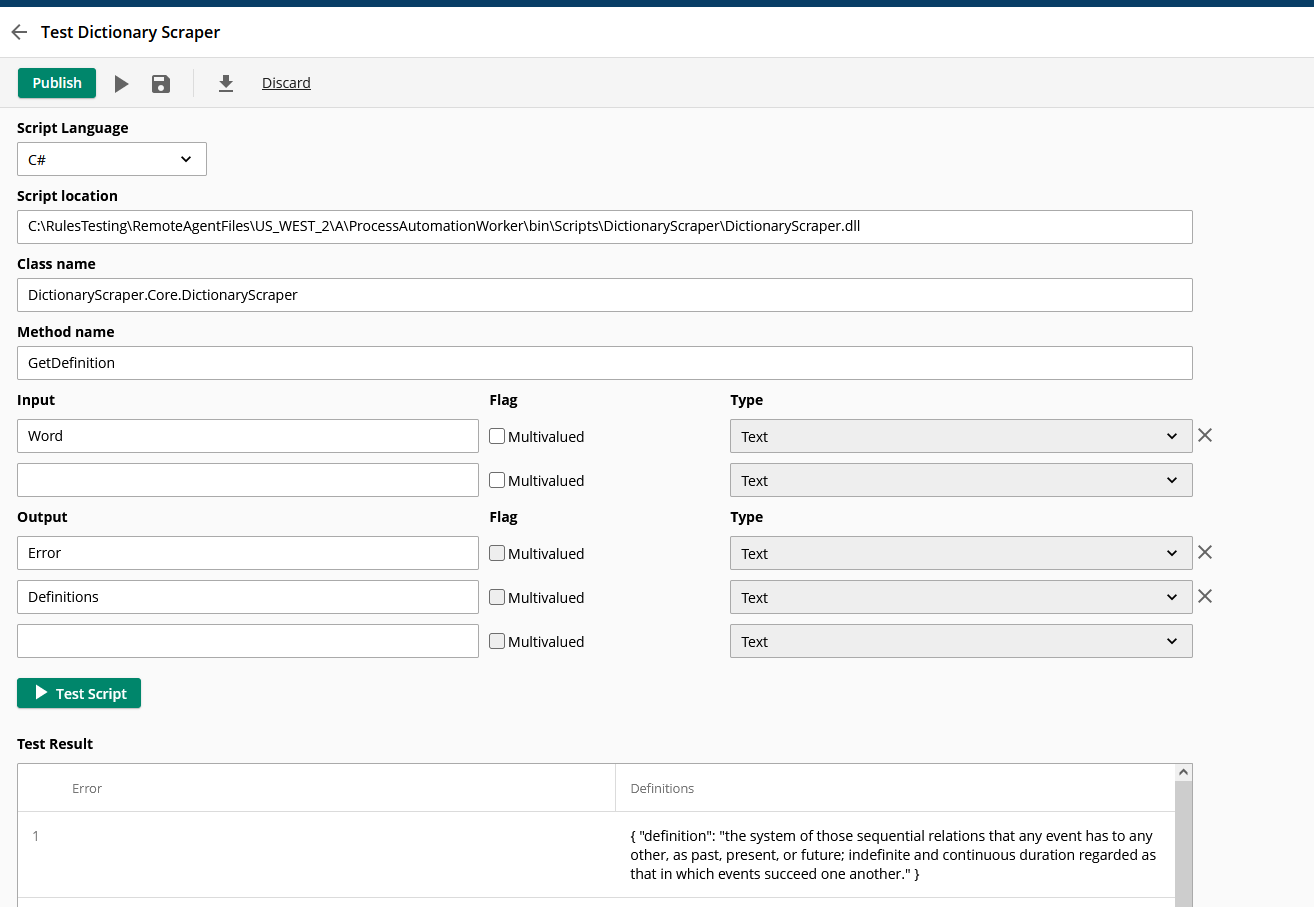 Test Dictionary Scraper
Publish Discard
Script Language
C#
Script location
C:\RulesTesting\RemoteAgentFiles\US_WEST_2\A\ProcessAutomationWorker\bin\Scripts\DictionaryScraper\DictionaryScraper.dll
Class name
DictionaryScraper.Core.DictionaryScraper
Method name
GetDefinition
Input Flag Type
Word Multivalued Text
Multivalued Text
Output Flag Type
Error Multivalued Text
Definitions Multivalued Text
Multivalued Text
Test Script
Test Result
Error Definitions
1 { "definition": "the system of those sequential relations that any event has to any
other, as past, present, or future; indefinite and continuous duration regarded as
that in which events succeed one another." }